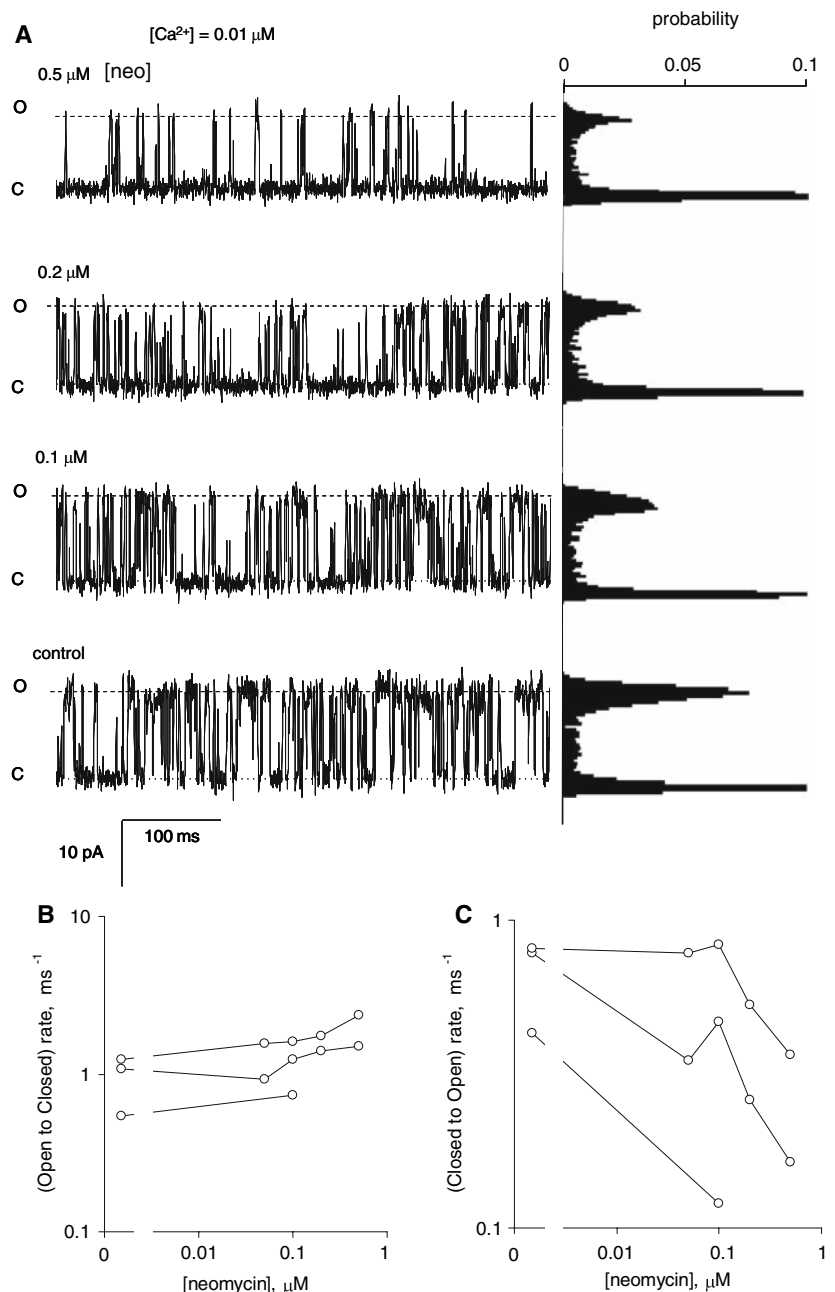 A
[Ca²⁺] = 0.01 µM
probability
0.5 µM [neo]
0 0.05 0.1
O
C
0.2 µM
O
C
0.1 µM
O
C
control
O
C
100 ms
10 pA
B
10
1
0.1
(Open to Closed) rate, ms⁻¹
0 0.01 0.1 1
[neomycin], µM
C
1
0.1
(Closed to Open) rate, ms⁻¹
0 0.01 0.1 1
[neomycin], µM